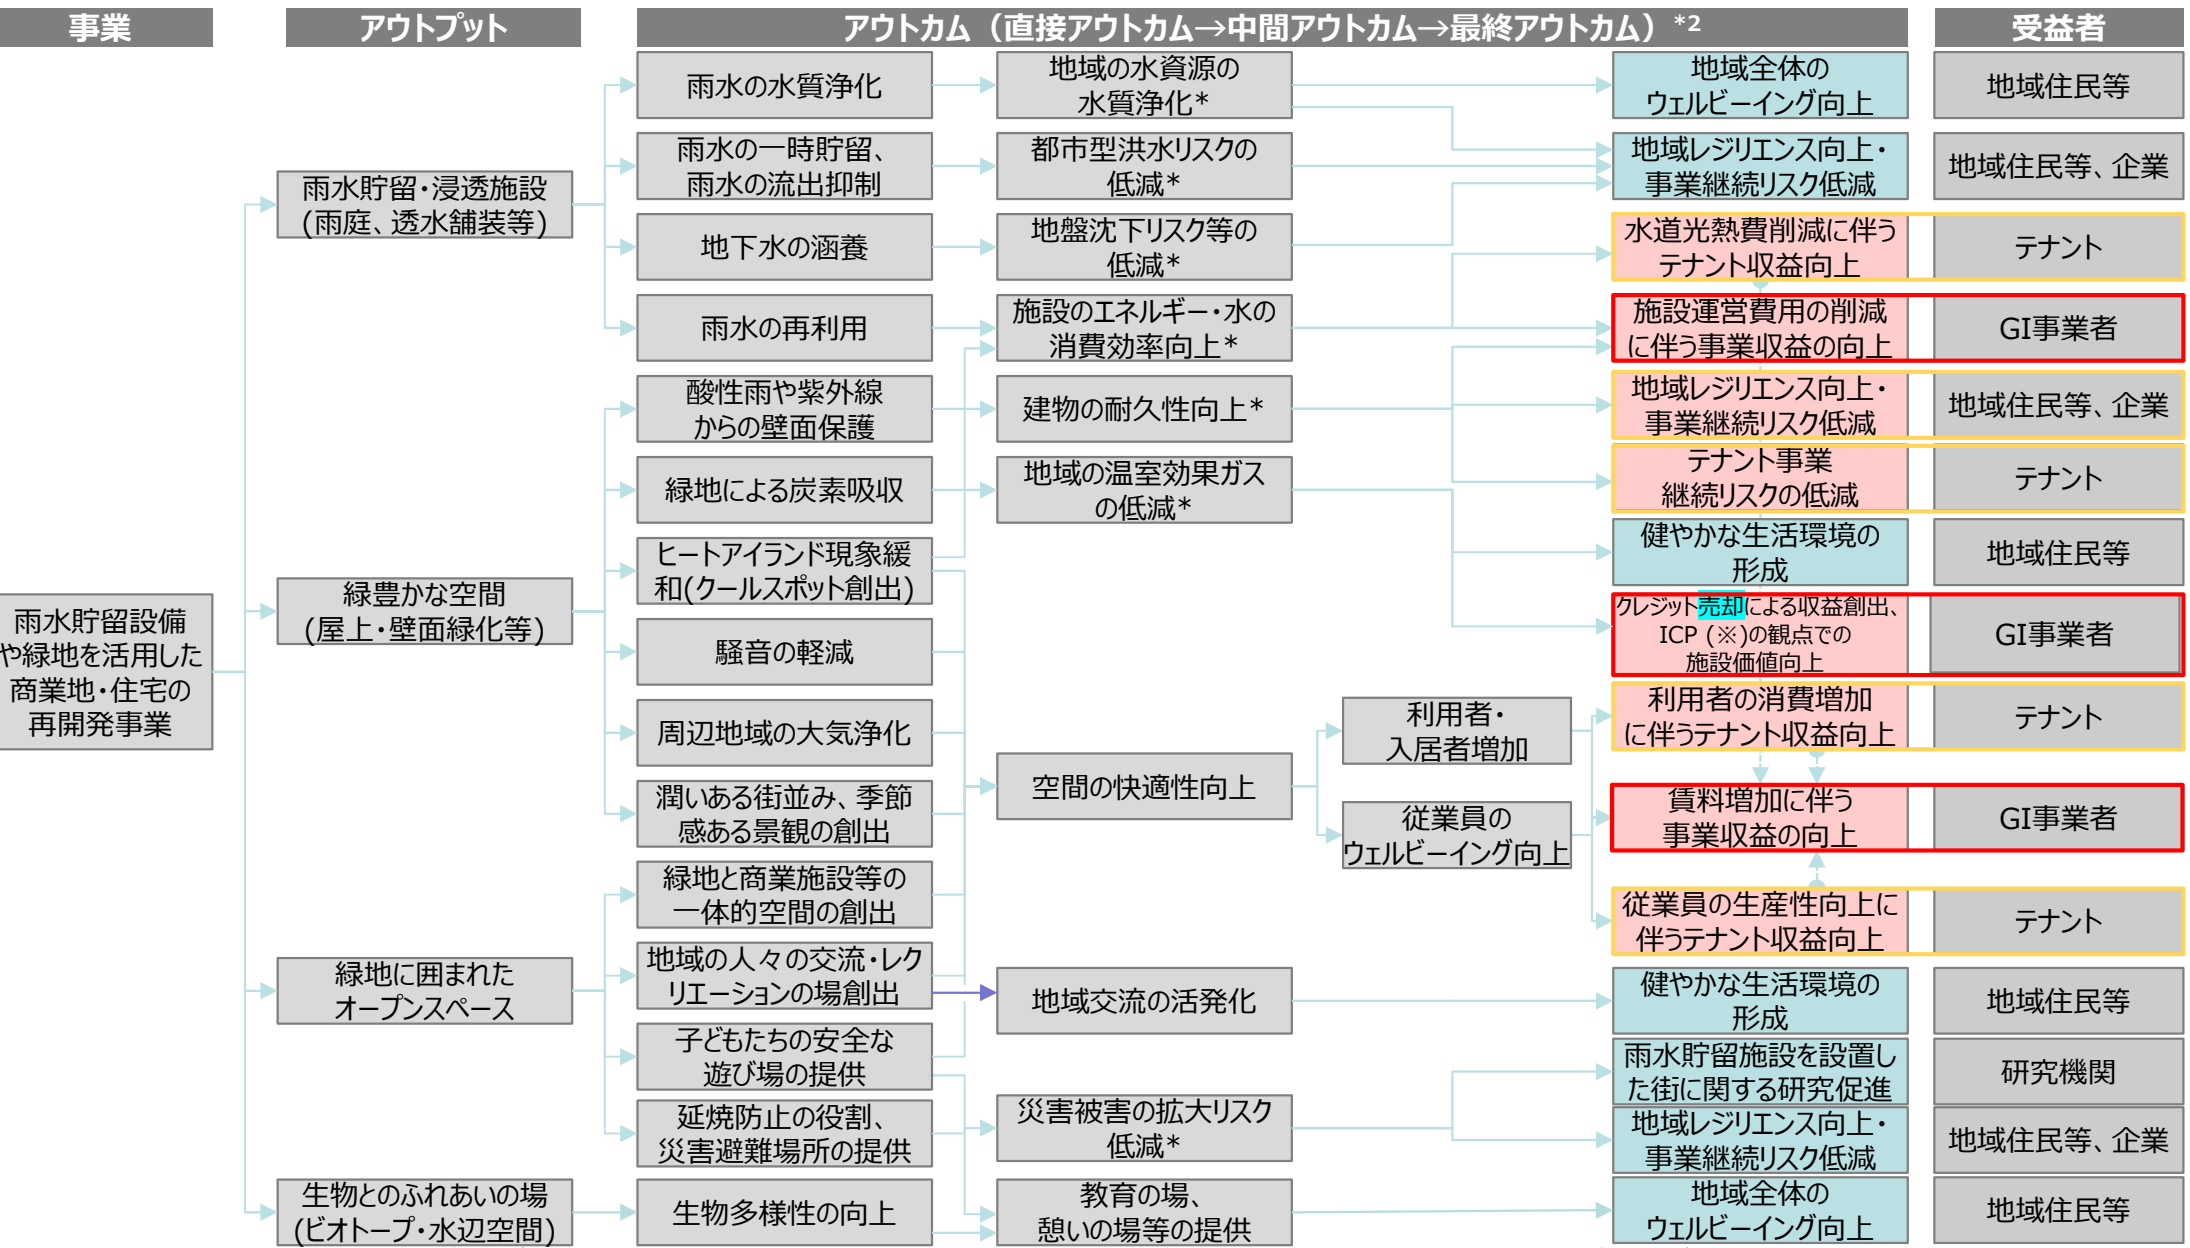 事業
アウトプット
アウトカム（直接アウトカム→中間アウトカム→最終アウトカム）*2
受益者
雨水貯留設備
や緑地を活用した
商業地・住宅の
再開発事業
雨水貯留・浸透施設
(雨庭、透水舗装等)
緑豊かな空間
(屋上・壁面緑化等)
緑地に囲まれた
オープンスペース
生物とのふれあいの場
(ビオトープ・水辺空間)
雨水の水質浄化
雨水の一時貯留、
雨水の流出抑制
地下水の涵養
雨水の再利用
酸性雨や紫外線
からの壁面保護
緑地による炭素吸収
ヒートアイランド現象緩
和(クールスポット創出)
騒音の軽減
周辺地域の大気浄化
潤いある街並み、季節
感ある景観の創出
緑地と商業施設等の
一体的空間の創出
地域の人々の交流・レク
リエーションの場創出
子どもたちの安全な
遊び場の提供
延焼防止の役割、
災害避難場所の提供
生物多様性の向上
地域の水資源の
水質浄化*
都市型洪水リスクの
低減*
地盤沈下リスク等の
低減*
施設のエネルギー・水の
消費効率向上*
建物の耐久性向上*
地域の温室効果ガス
の低減*
空間の快適性向上
地域交流の活発化
災害被害の拡大リスク
低減*
教育の場、
憩いの場等の提供
利用者・
入居者増加
従業員の
ウェルビーイング向上
地域全体の
ウェルビーイング向上
地域レジリエンス向上・
事業継続リスク低減
水道光熱費削減に伴う
テナント収益向上
施設運営費用の削減
に伴う事業収益の向上
地域レジリエンス向上・
事業継続リスク低減
テナント事業
継続リスクの低減
健やかな生活環境の
形成
クレジット売却による収益創出、
ICP (※)の観点での
施設価値向上
利用者の消費増加
に伴うテナント収益向上
賃料増加に伴う
事業収益の向上
従業員の生産性向上に
伴うテナント収益向上
健やかな生活環境の
形成
雨水貯留施設を設置し
た街に関する研究促進
地域レジリエンス向上・
事業継続リスク低減
地域全体の
ウェルビーイング向上
地域住民等
地域住民等、企業
テナント
GI事業者
地域住民等、企業
テナント
地域住民等
GI事業者
テナント
GI事業者
テナント
地域住民等
研究機関
地域住民等、企業
地域住民等